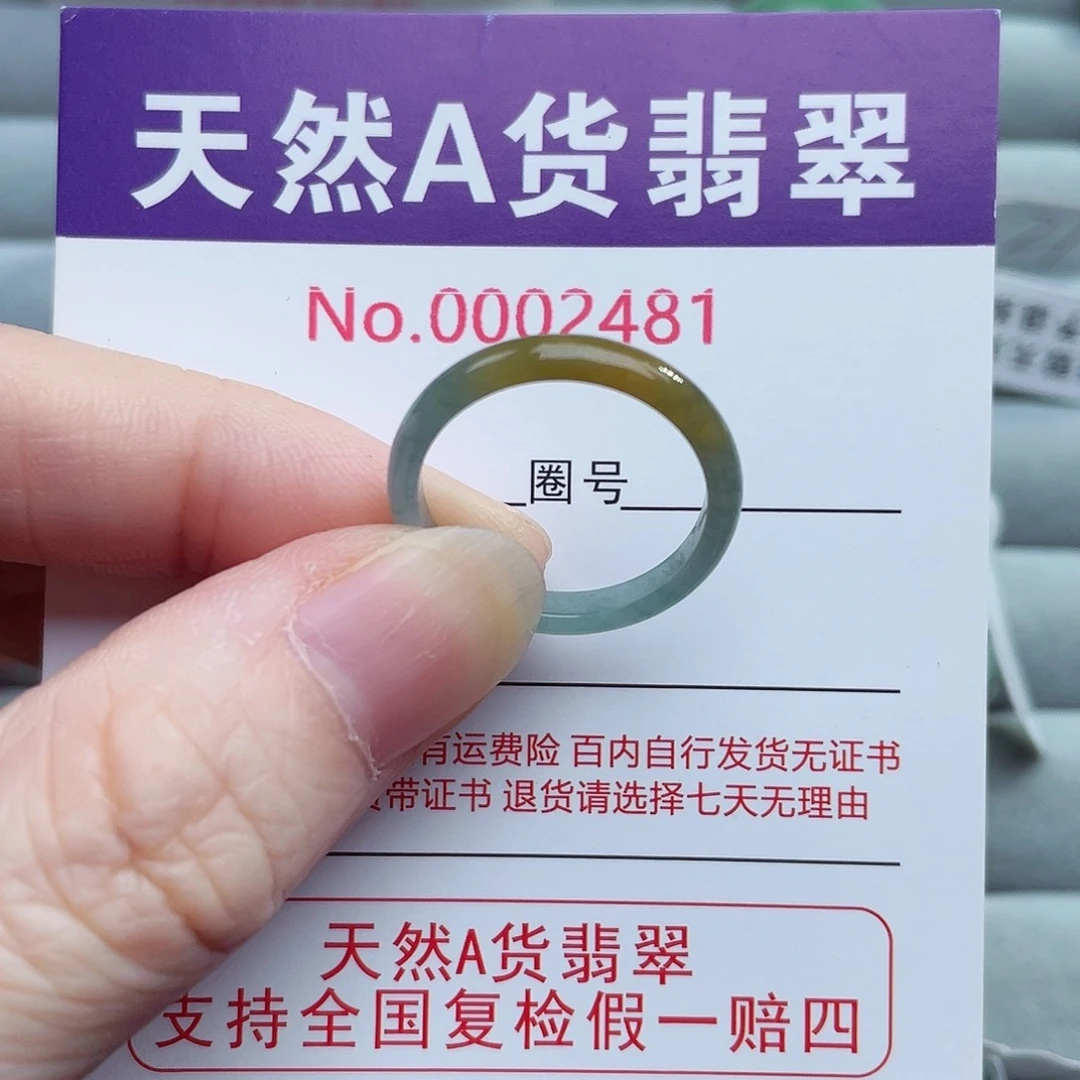 天然A货翡翠
No.0002481
圈号
有运费险 百内自行发货无证书
带证书 退货请选择七天无理由
天然A货翡翠
支持全国复检假一赔四